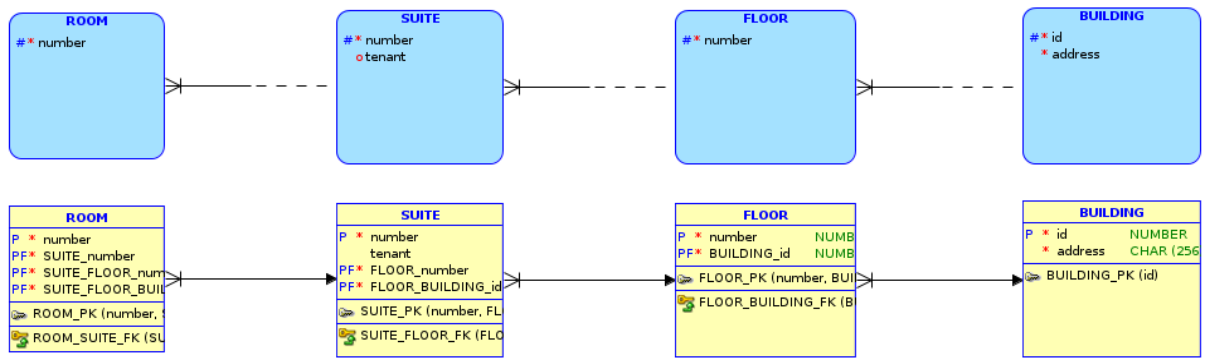 ROOM
#* number
SUITE
#* number
o tenant
FLOOR
#* number
BUILDING
#* id
* address
ROOM
P * number
PF* SUITE_number
PF* SUITE_FLOOR_num
PF* SUITE_FLOOR_BUIL
ROOM_PK (number, S
ROOM_SUITE_FK (SU
SUITE
P * number
tenant
PF* FLOOR_number
PF* FLOOR_BUILDING_id
SUITE_PK (number, FL
SUITE_FLOOR_FK (FLO
FLOOR
P * number NUMB
PF* BUILDING_id NUMB
FLOOR_PK (number, BUI
FLOOR_BUILDING_FK (B
BUILDING
P * id NUMBER
* address CHAR (256
BUILDING_PK (id)